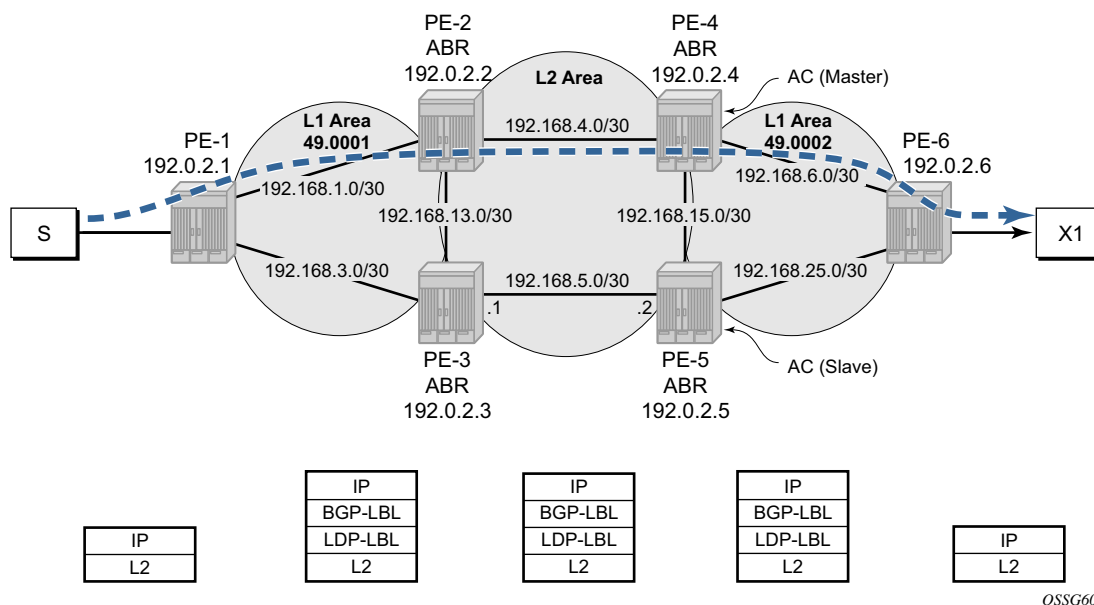 PE-2
ABR
192.0.2.2
PE-4
ABR
192.0.2.4
AC (Master)
L2 Area
L1 Area
49.0001
L1 Area
49.0002
PE-1
192.0.2.1
PE-6
192.0.2.6
192.168.4.0/30
192.168.1.0/30
192.168.6.0/30
192.168.13.0/30
192.168.15.0/30
S
X1
192.168.3.0/30
192.168.5.0/30
192.168.25.0/30
.1
.2
PE-3
ABR
192.0.2.3
PE-5
ABR
192.0.2.5
AC (Slave)
IP
L2
IP
BGP-LBL
LDP-LBL
L2
IP
BGP-LBL
LDP-LBL
L2
IP
BGP-LBL
LDP-LBL
L2
IP
L2